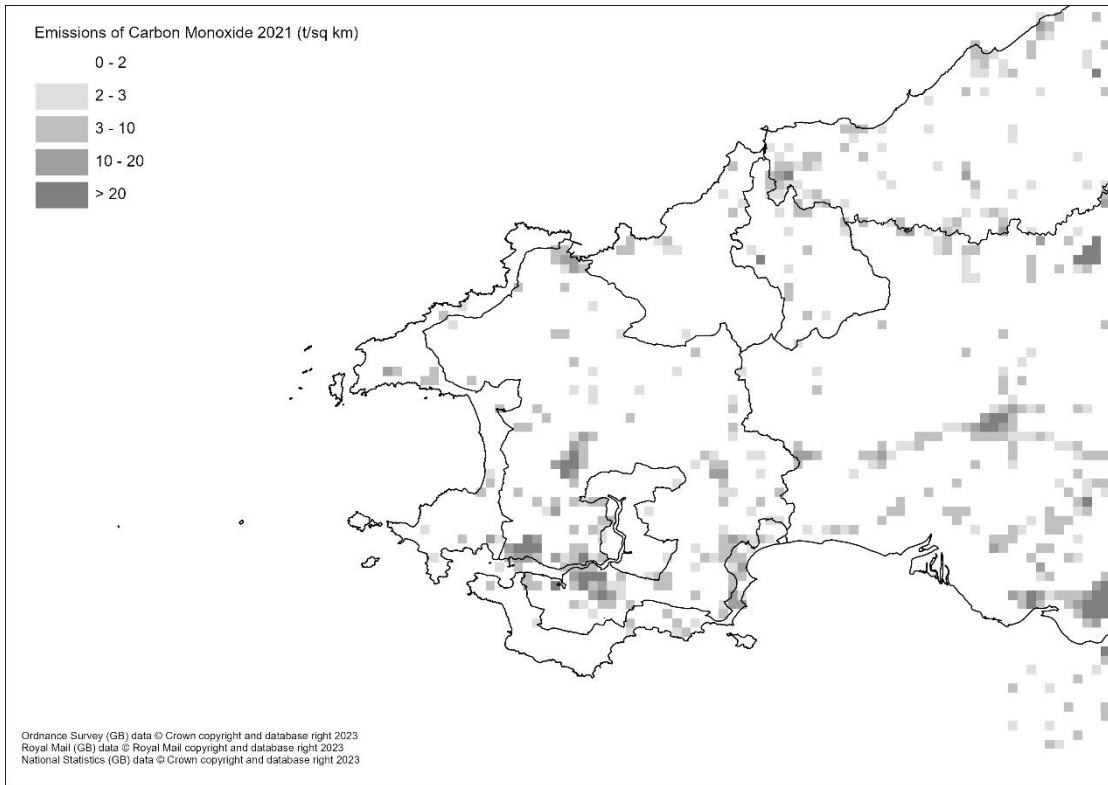 Emissions of Carbon Monoxide 2021 (t/sq km)
0 - 2
2 - 3
3 - 10
10 - 20
> 20
Ordnance Survey (GB) data © Crown copyright and database right 2023
Royal Mail (GB) data © Royal Mail copyright and database right 2023
National Statistics (GB) data © Crown copyright and database right 2023